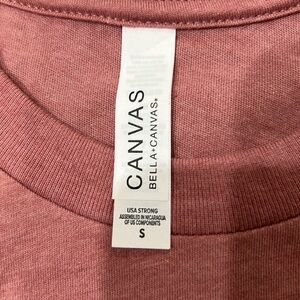 CANVAS
BELLA+CANVAS®
USA STRONG
ASSEMBLED IN NICARAGUA
OF US COMPONENTS
S